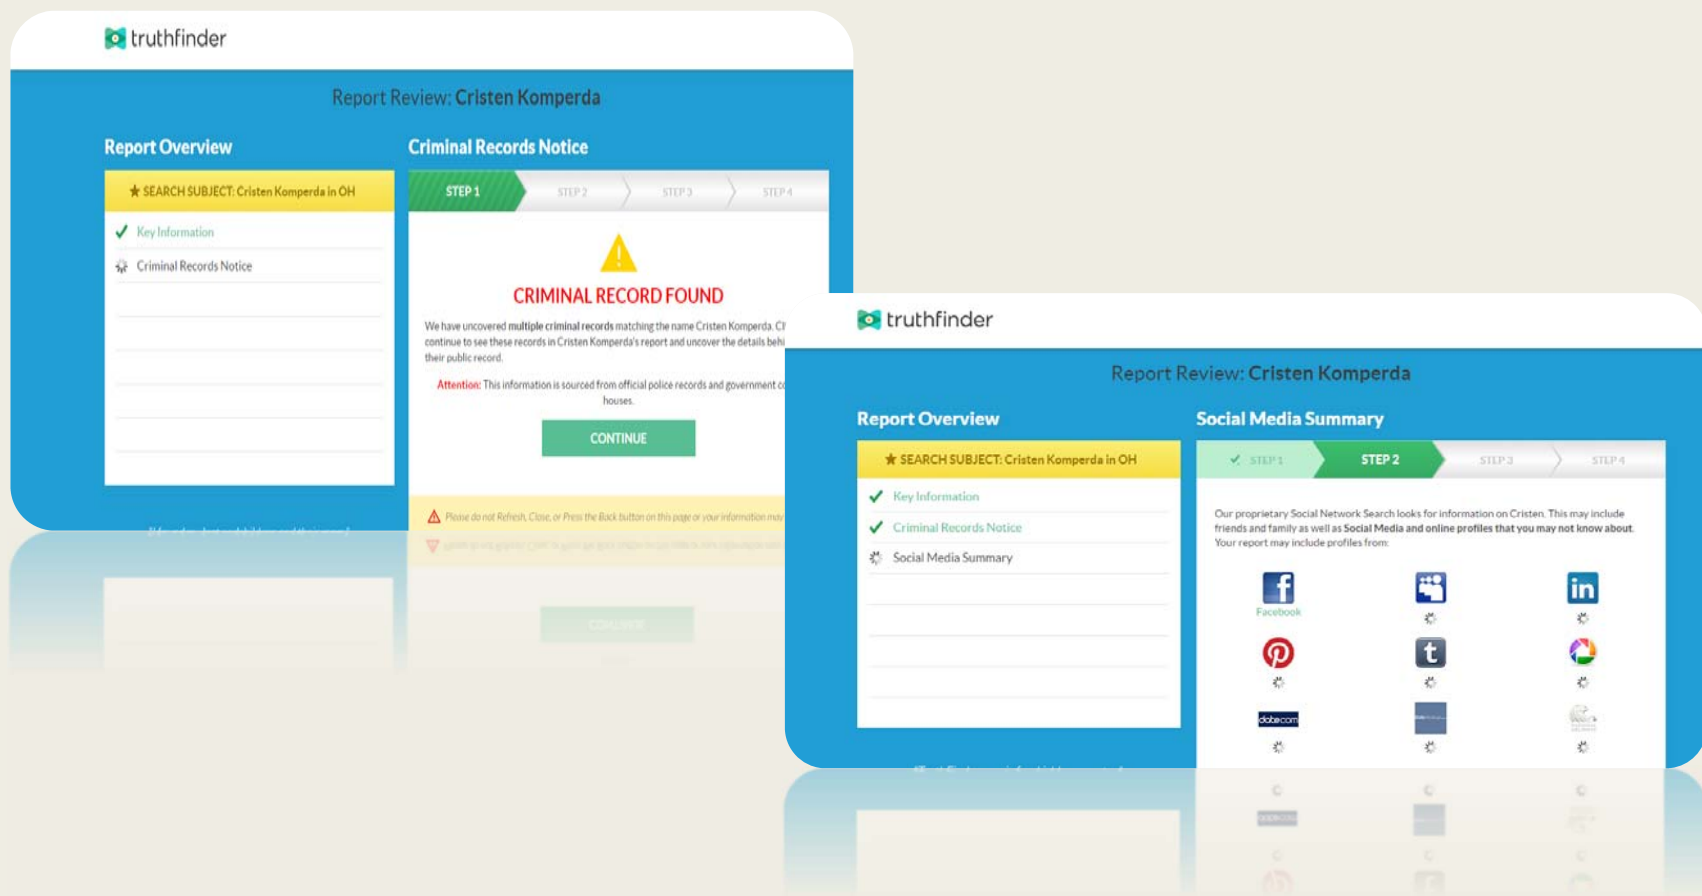 truthfinder
Report Review: Cristen Komperda
Report Overview
★ SEARCH SUBJECT: Cristen Komperda in OH
✔ Key Information
Criminal Records Notice
Criminal Records Notice
STEP 1
STEP 2
STEP 3
STEP 4
CRIMINAL RECORD FOUND
We have uncovered multiple criminal records matching the name Cristen Komperda.
continue to see these records in Cristen Komperda's report and uncover the details
their public record.
Attention: This information is sourced from official police records and government
houses.
CONTINUE
Please do not Refresh, Close, or Press the Back button on this page or your information may
truthfinder
Report Review: Cristen Komperda
Report Overview
★ SEARCH SUBJECT: Cristen Komperda in OH
✔ Key Information
✔ Criminal Records Notice
Social Media Summary
Social Media Summary
✔ STEP 1
STEP 2
STEP 3
STEP 4
Our proprietary Social Network Search looks for information on Cristen. This may include
friends and family as well as Social Media and online profiles that you may not know about.
Your report may include profiles from:
f
in
Facebook
t
date.com